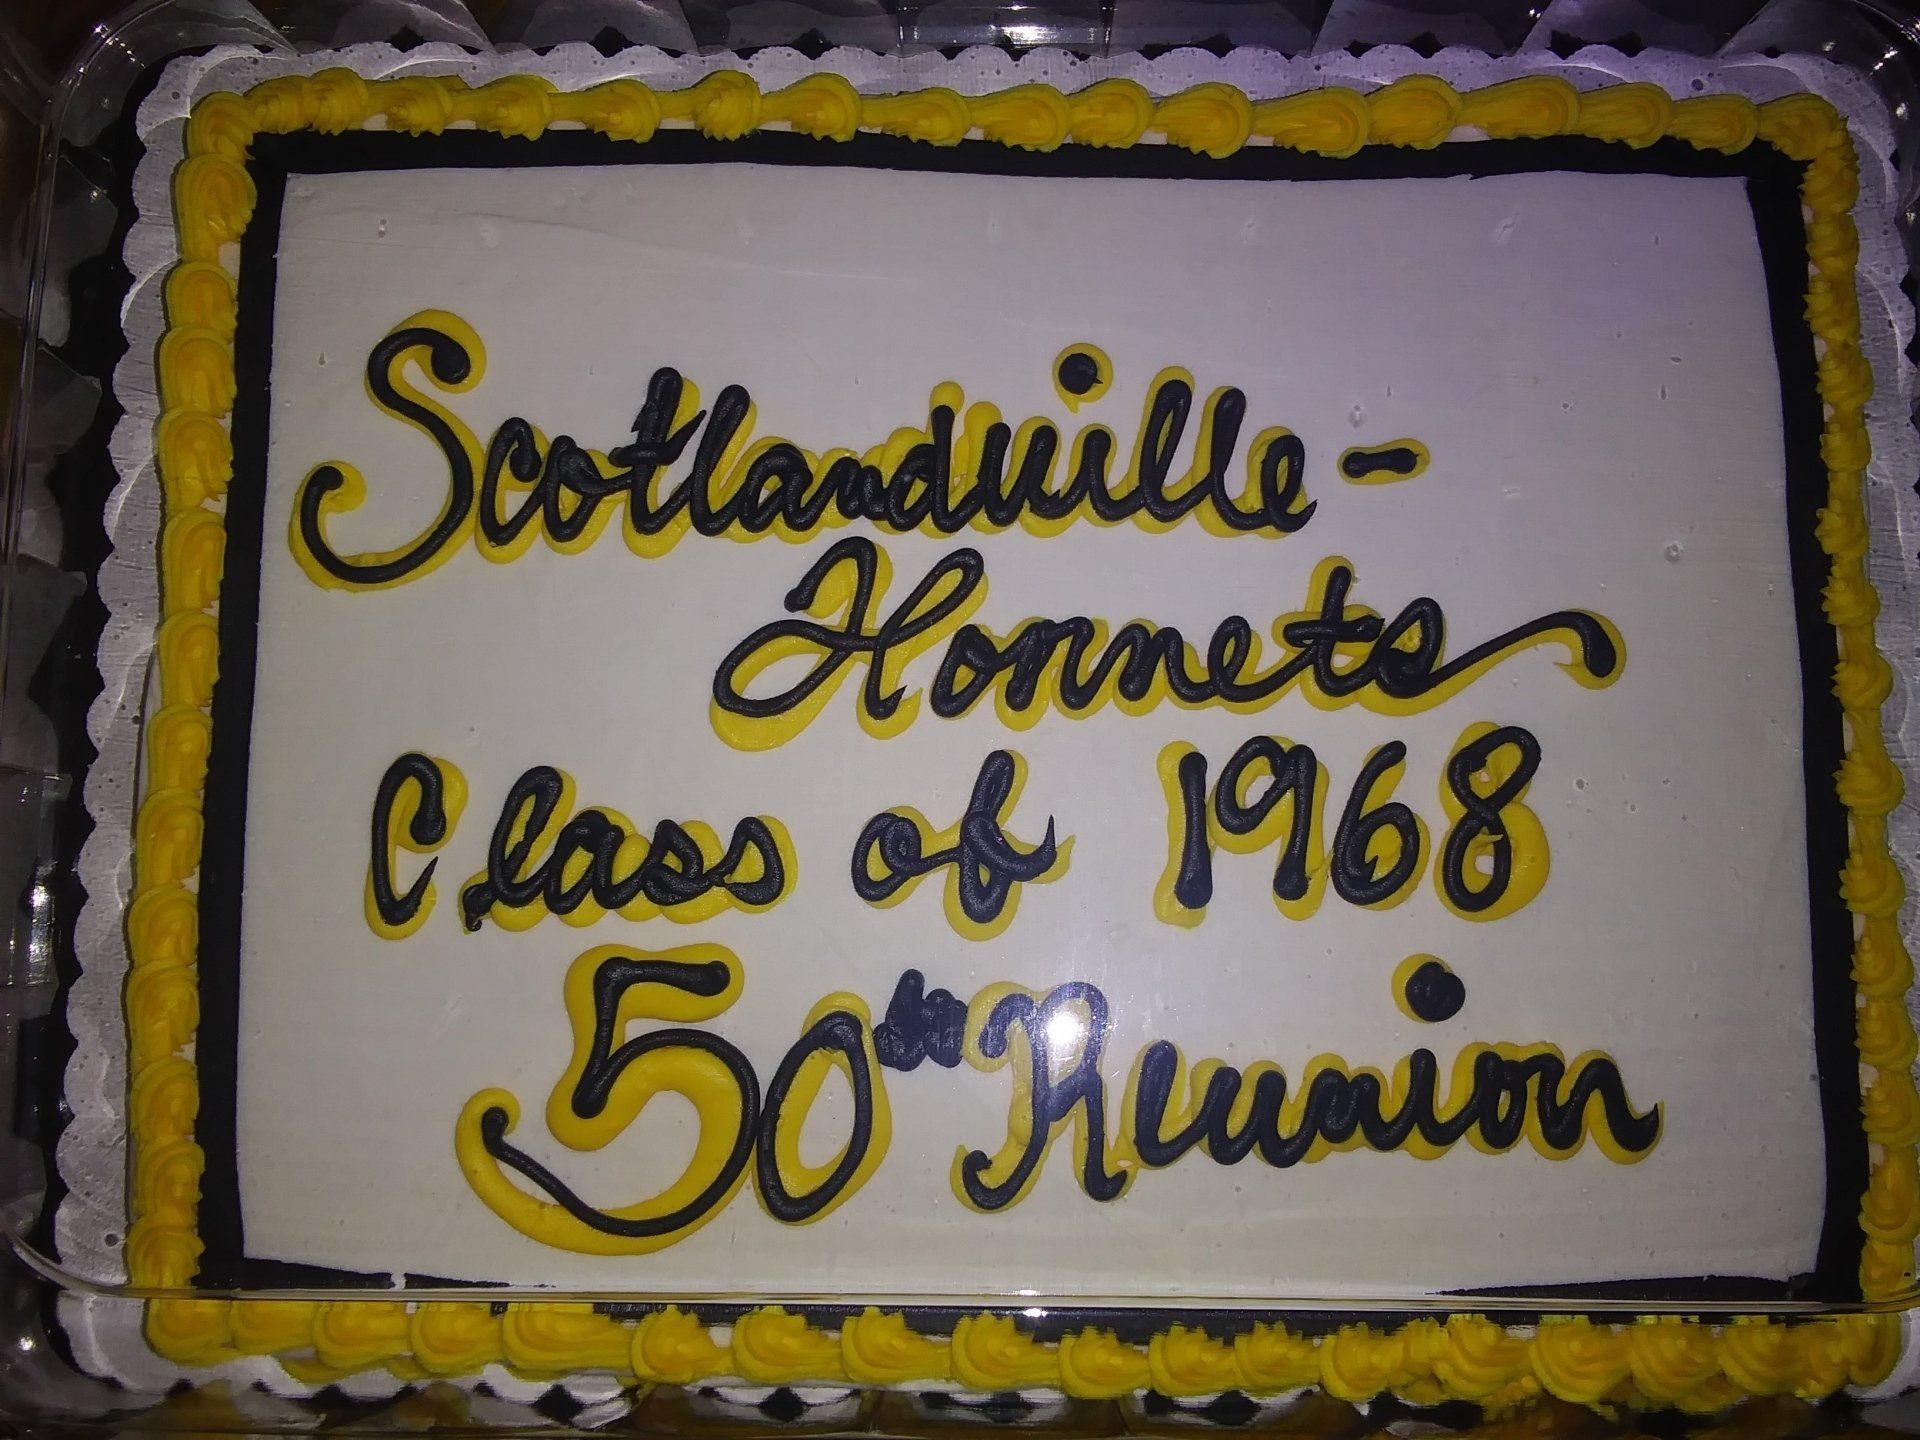 Scotlandville -
Hornets
Class of 1968
50th Reunion